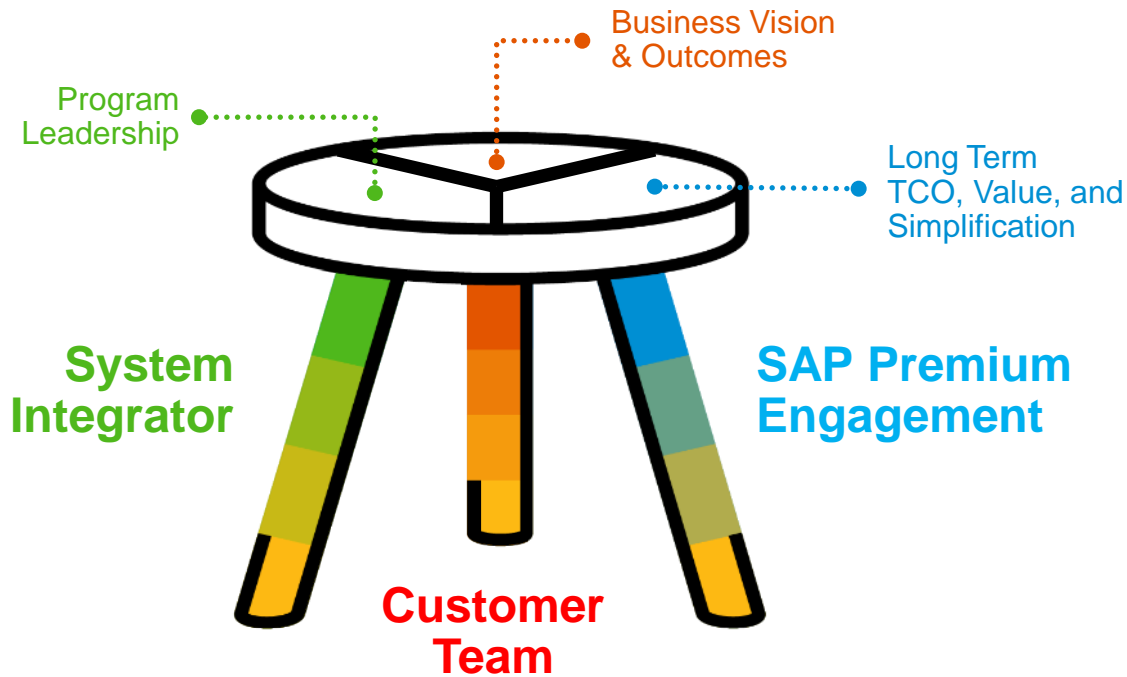 Business Vision
& Outcomes
Program
Leadership
Long Term
TCO, Value, and
Simplification
System
Integrator
SAP Premium
Engagement
Customer
Team